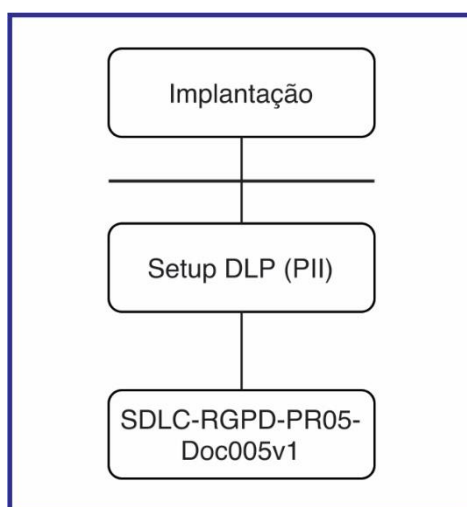 Implantação
Setup DLP (PII)
SDLC-RGPD-PR05-
Doc005v1